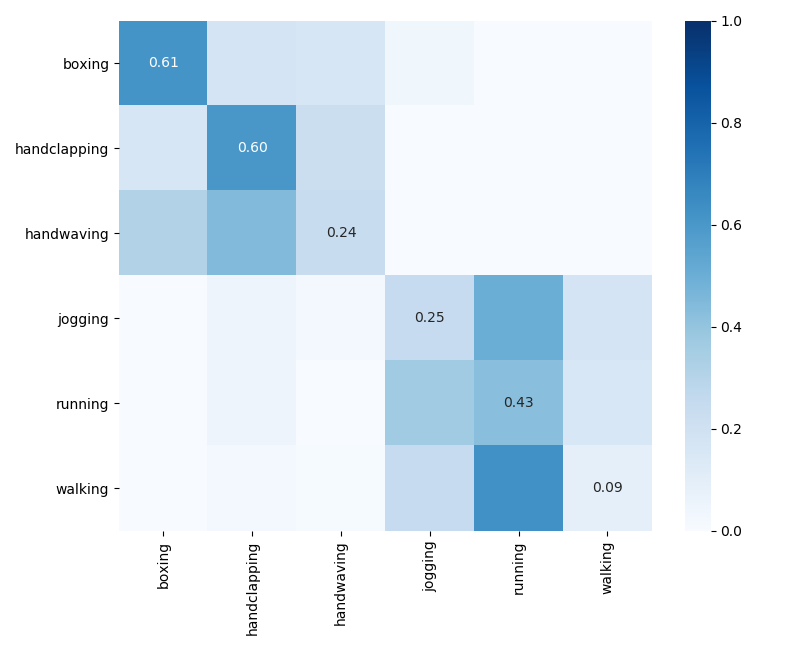 boxing
handclapping
handwaving
jogging
running
walking
0.61
0.60
0.24
0.25
0.43
0.09
boxing
handclapping
handwaving
jogging
running
walking
1.0
0.8
0.6
0.4
0.2
0.0